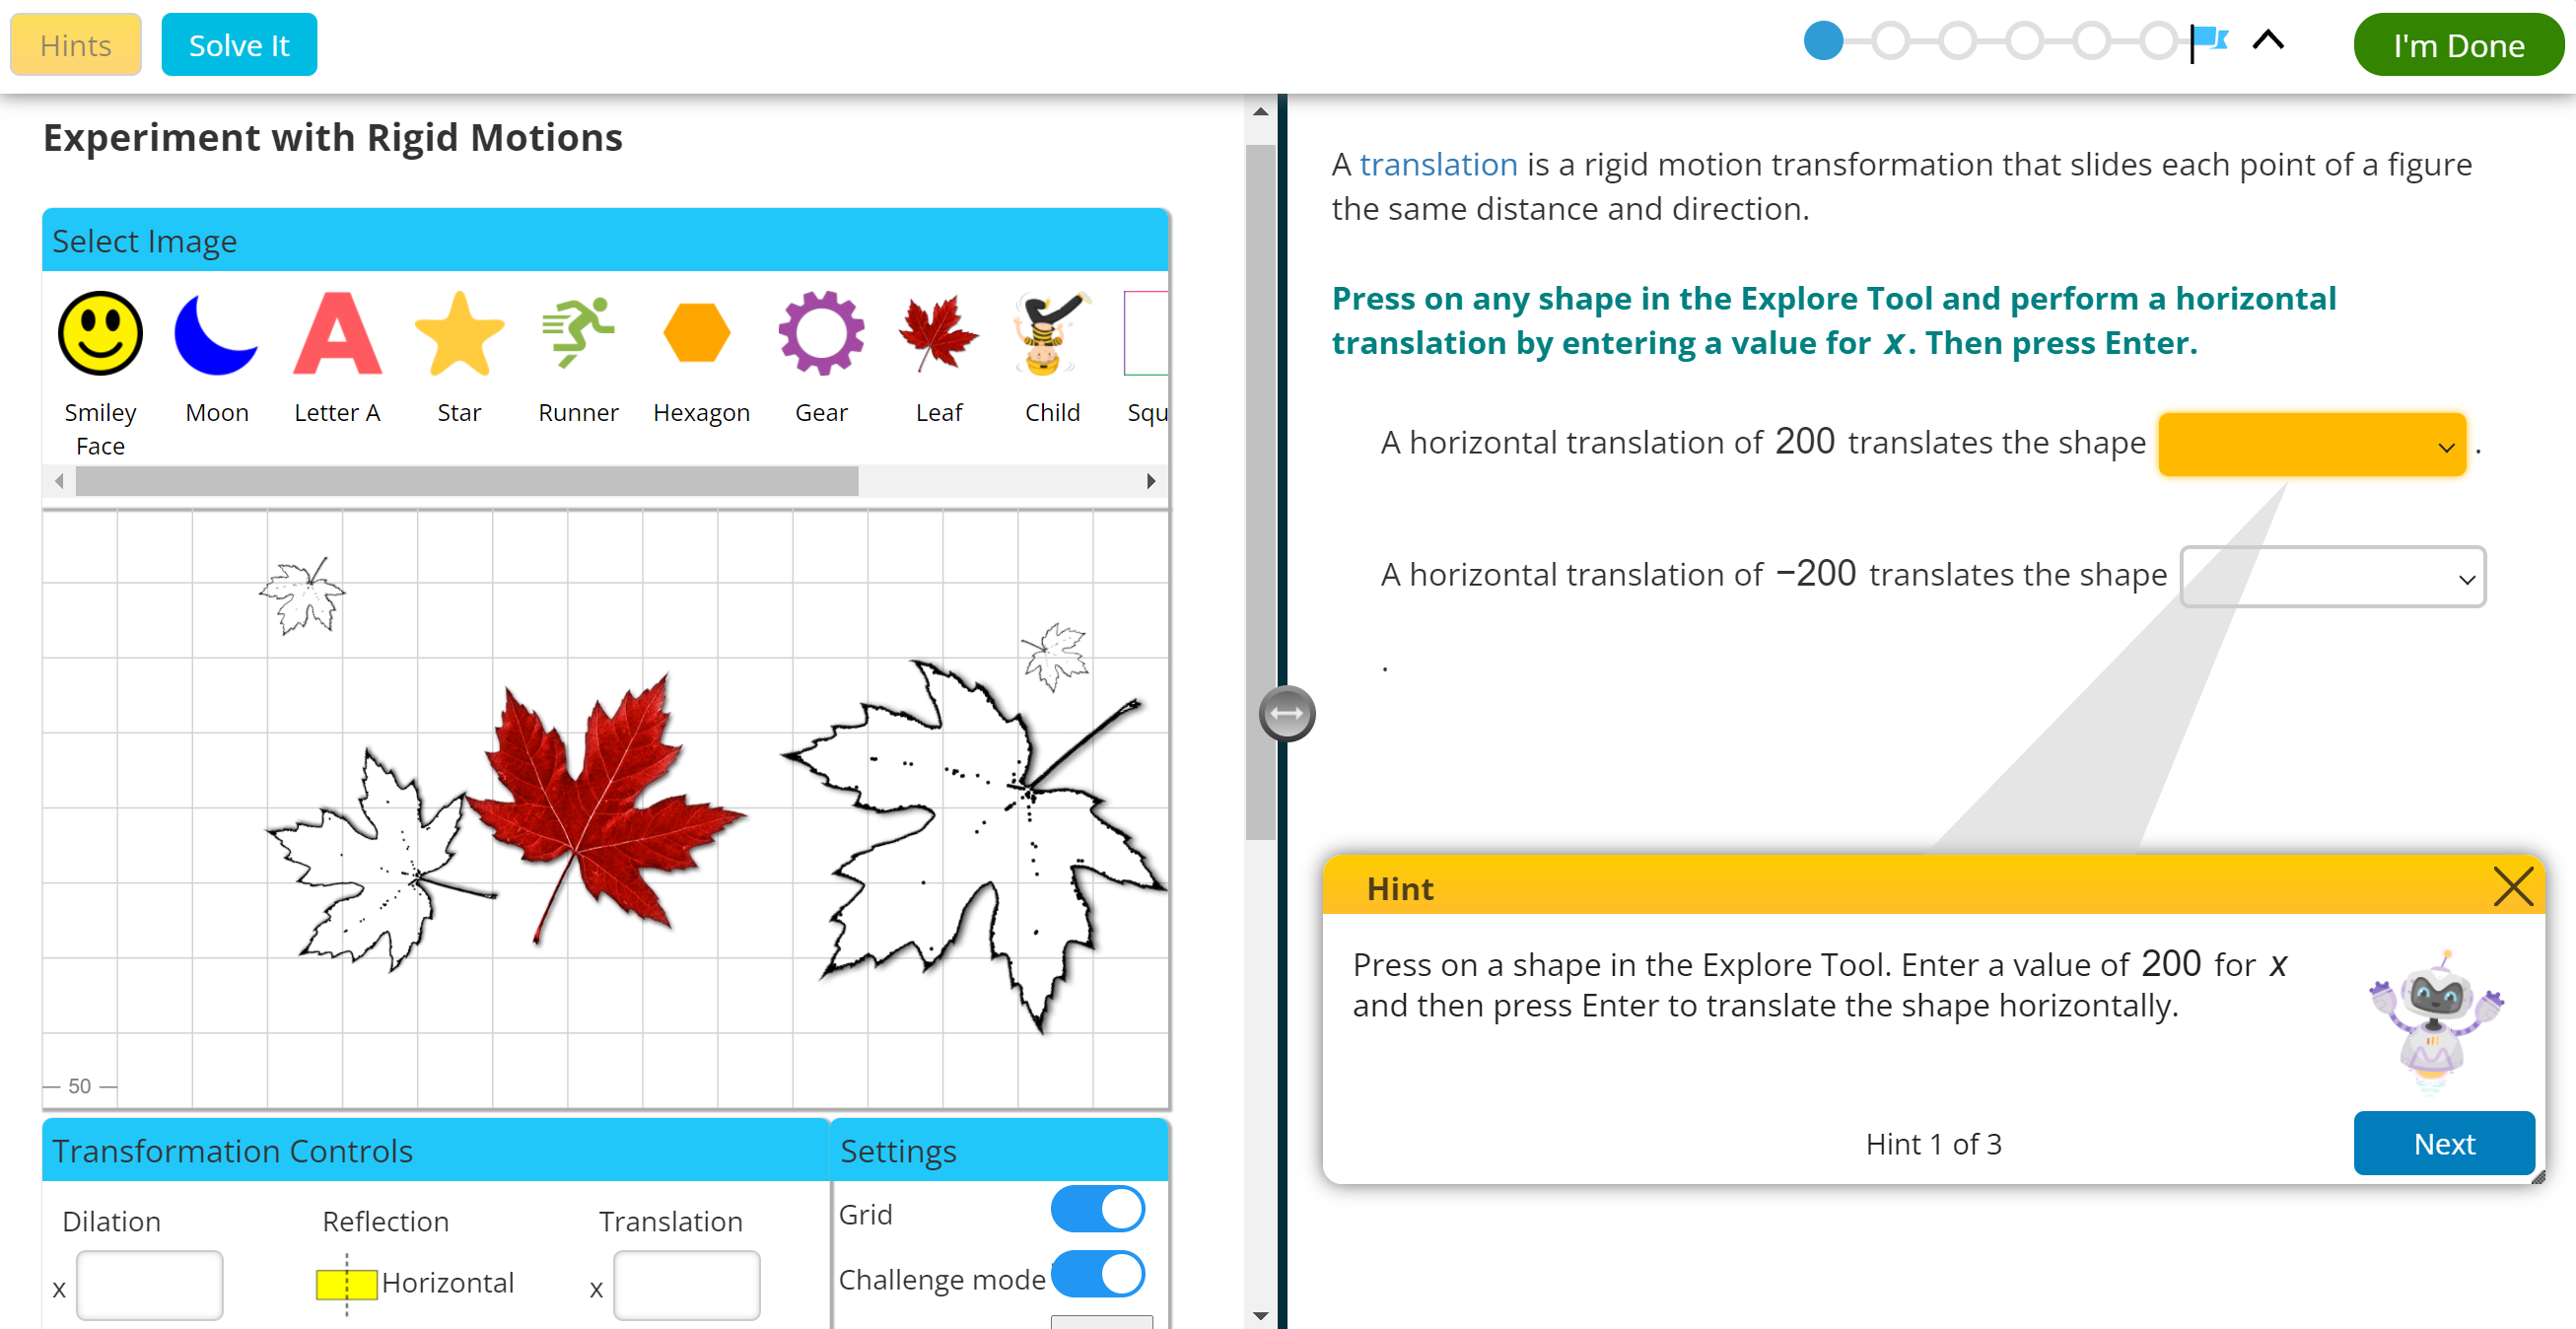 Hints
Solve It
I'm Done
Experiment with Rigid Motions
Select Image
Smiley Face
Moon
Letter A
Star
Runner
Hexagon
Gear
Leaf
Child
Squ
50
Transformation Controls
Settings
Dilation
Reflection
Translation
x
Horizontal
x
Grid
Challenge mode
A translation is a rigid motion transformation that slides each point of a figure
the same distance and direction.
Press on any shape in the Explore Tool and perform a horizontal
translation by entering a value for x. Then press Enter.
A horizontal translation of 200 translates the shape .
A horizontal translation of −200 translates the shape
.
Hint
Press on a shape in the Explore Tool. Enter a value of 200 for x
and then press Enter to translate the shape horizontally.
Hint 1 of 3
Next